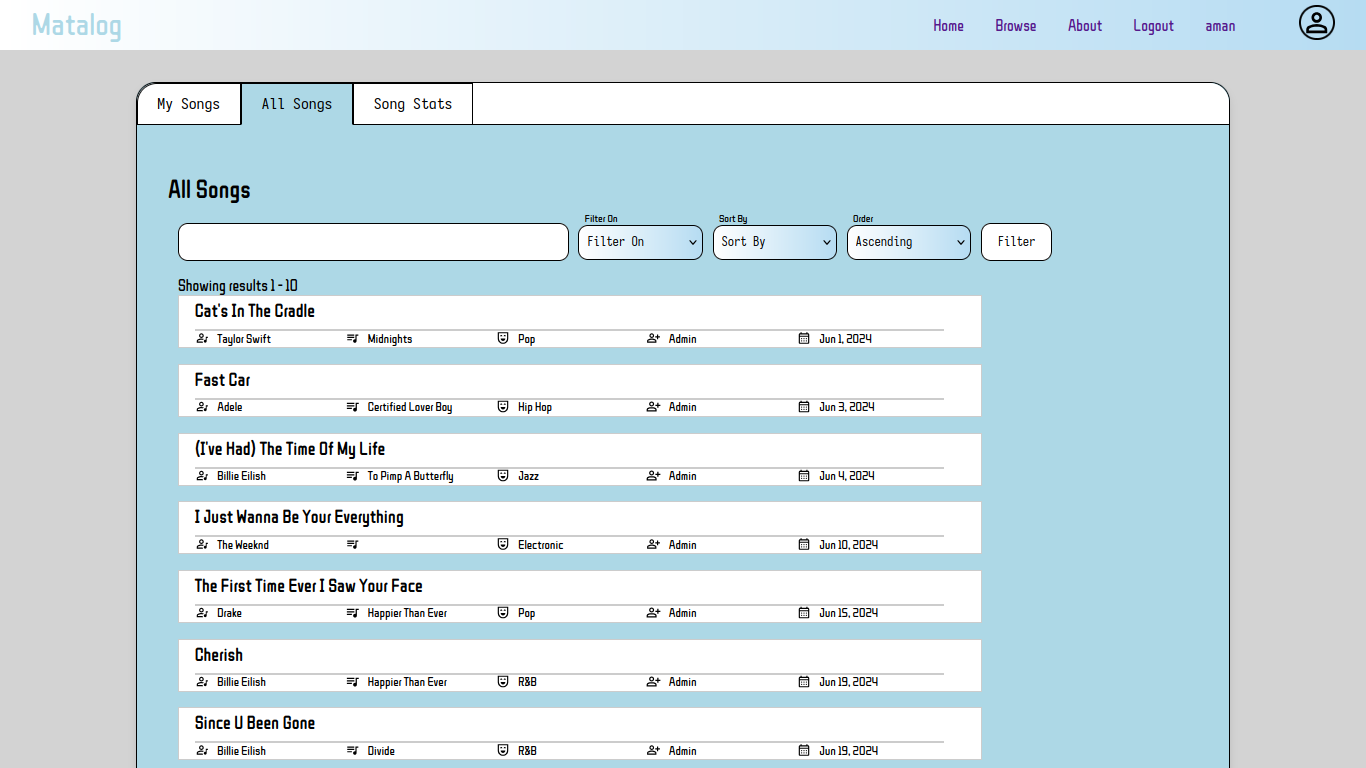 Matalog
Home Browse About Logout aman
My Songs All Songs Song Stats
All Songs
Filter On Sort By Order
Filter On Sort By Ascending Filter
Showing results 1 - 10
Cat's In The Cradle
Taylor Swift Midnights Pop Admin Jun 1, 2024
Fast Car
Adele Certified Lover Boy Hip Hop Admin Jun 3, 2024
(I've Had) The Time Of My Life
Billie Eilish To Pimp A Butterfly Jazz Admin Jun 4, 2024
I Just Wanna Be Your Everything
The Weeknd Electronic Admin Jun 10, 2024
The First Time Ever I Saw Your Face
Drake Happier Than Ever Pop Admin Jun 15, 2024
Cherish
Billie Eilish Happier Than Ever R&B Admin Jun 19, 2024
Since U Been Gone
Billie Eilish Divide R&B Admin Jun 19, 2024